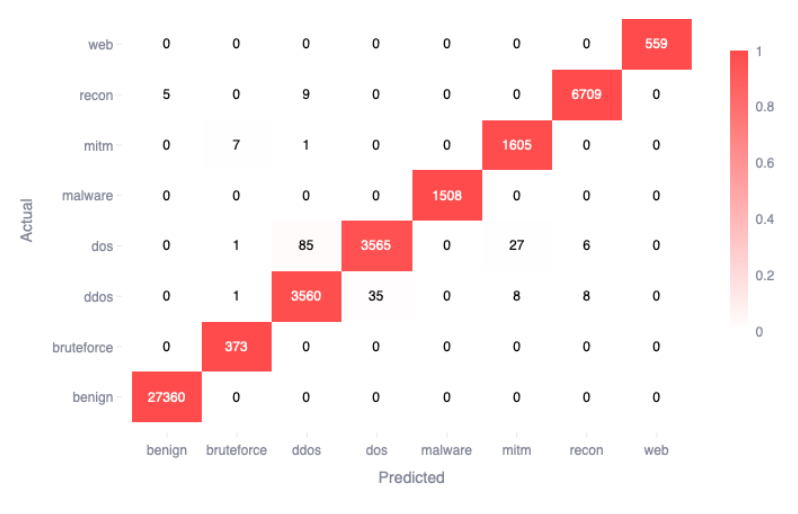 web 0 0 0 0 0 0 0 559
recon 5 0 9 0 0 0 6709 0
mitm 0 7 1 0 0 1605 0 0
malware 0 0 0 0 1508 0 0 0
dos 0 1 85 3565 0 27 6
ddos 0 1 3560 35 0 8 8 0
bruteforce 0 373 0 0 0 0 0 0
benign 27360 0 0 0 0 0 0 0
benign bruteforce ddos dos malware mitm recon web
Predicted
Actual
1
0.8
0.6
0.4
0.2
0